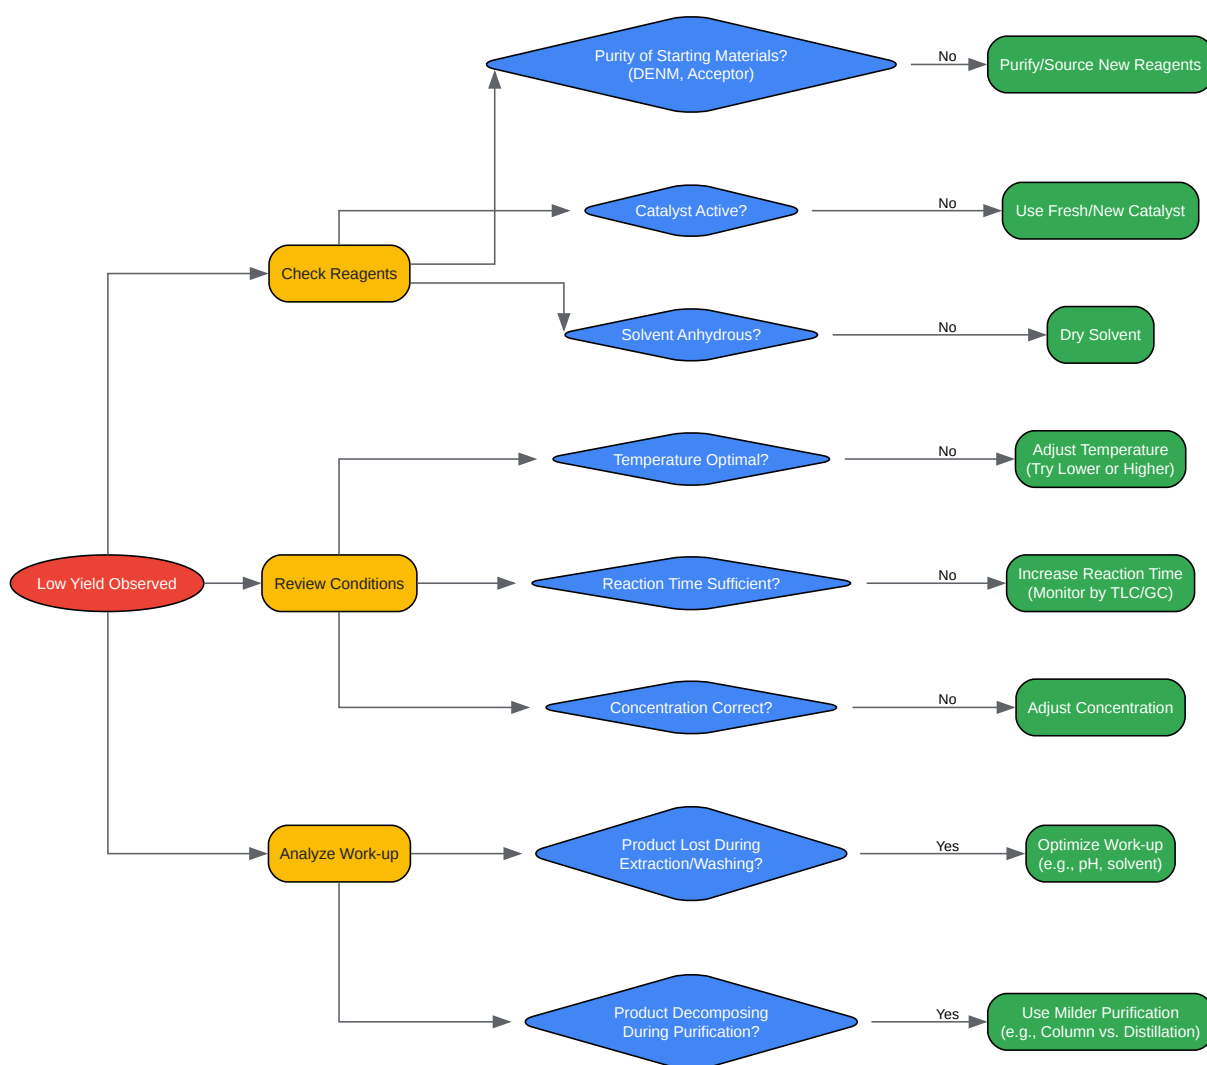 Purity of Starting Materials?
(DENM, Acceptor)
No
Purify/Source New Reagents
Catalyst Active?
No
Use Fresh/New Catalyst
Check Reagents
Solvent Anhydrous?
No
Dry Solvent
Temperature Optimal?
No
Adjust Temperature
(Try Lower or Higher)
Low Yield Observed
Review Conditions
Reaction Time Sufficient?
No
Increase Reaction Time
(Monitor by TLC/GC)
Concentration Correct?
No
Adjust Concentration
Analyze Work-up
Product Lost During
Extraction/Washing?
Yes
Optimize Work-up
(e.g., pH, solvent)
Product Decomposing
During Purification?
Yes
Use Milder Purification
(e.g., Column vs. Distillation)